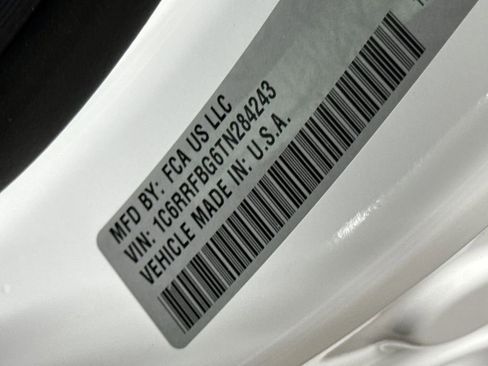 MFD BY: FCA US LLC
VIN: 1C6RRFBG6TN284243
VEHICLE MADE IN: U.S.A.